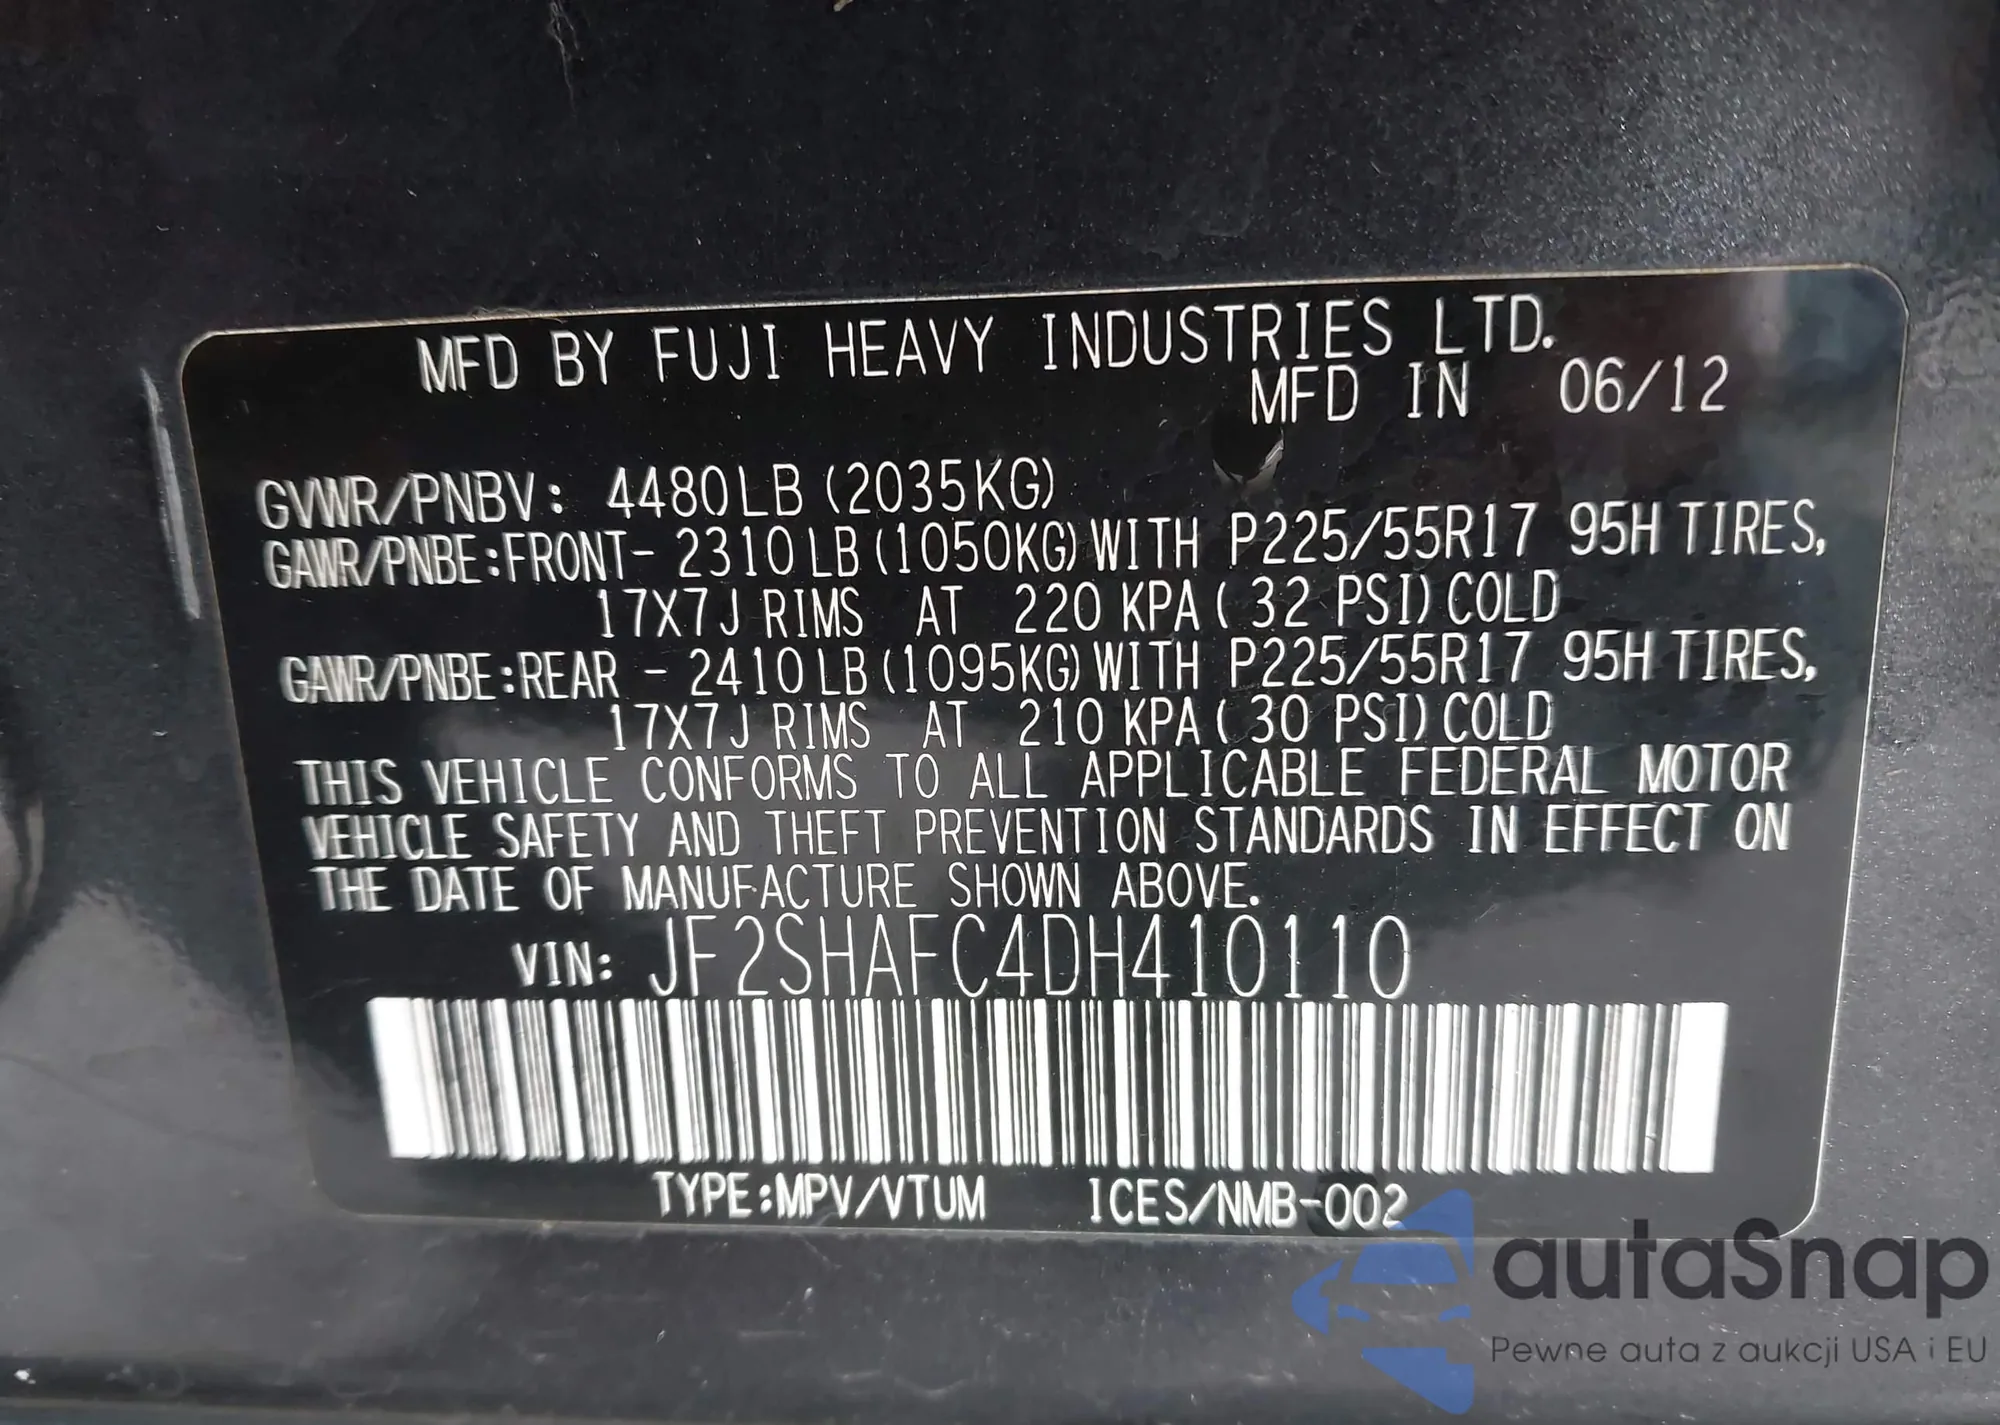 MFD BY FUJI HEAVY INDUSTRIES LTD.
MFD IN 06/12
GVWR/PNBV: 4480LB (2035KG)
GAWR/PNBE:FRONT- 2310LB (1050KG) WITH P225/55R17 95H TIRES,
17X7J RIMS AT 220 KPA ( 32 PSI) COLD
GAWR/PNBE:REAR - 2410LB (1095KG) WITH P225/55R17 95H TIRES,
17X7J RIMS AT 210 KPA ( 30 PSI) COLD
THIS VEHICLE CONFORMS TO ALL APPLICABLE FEDERAL MOTOR
VEHICLE SAFETY AND THEFT PREVENTION STANDARDS IN EFFECT ON
THE DATE OF MANUFACTURE SHOWN ABOVE.
VIN: JF2SHAFC4DH410110
TYPE:MPV/VTUM ICES/NMB-002
autaSnap
Pewne auta z aukcji USA i EU